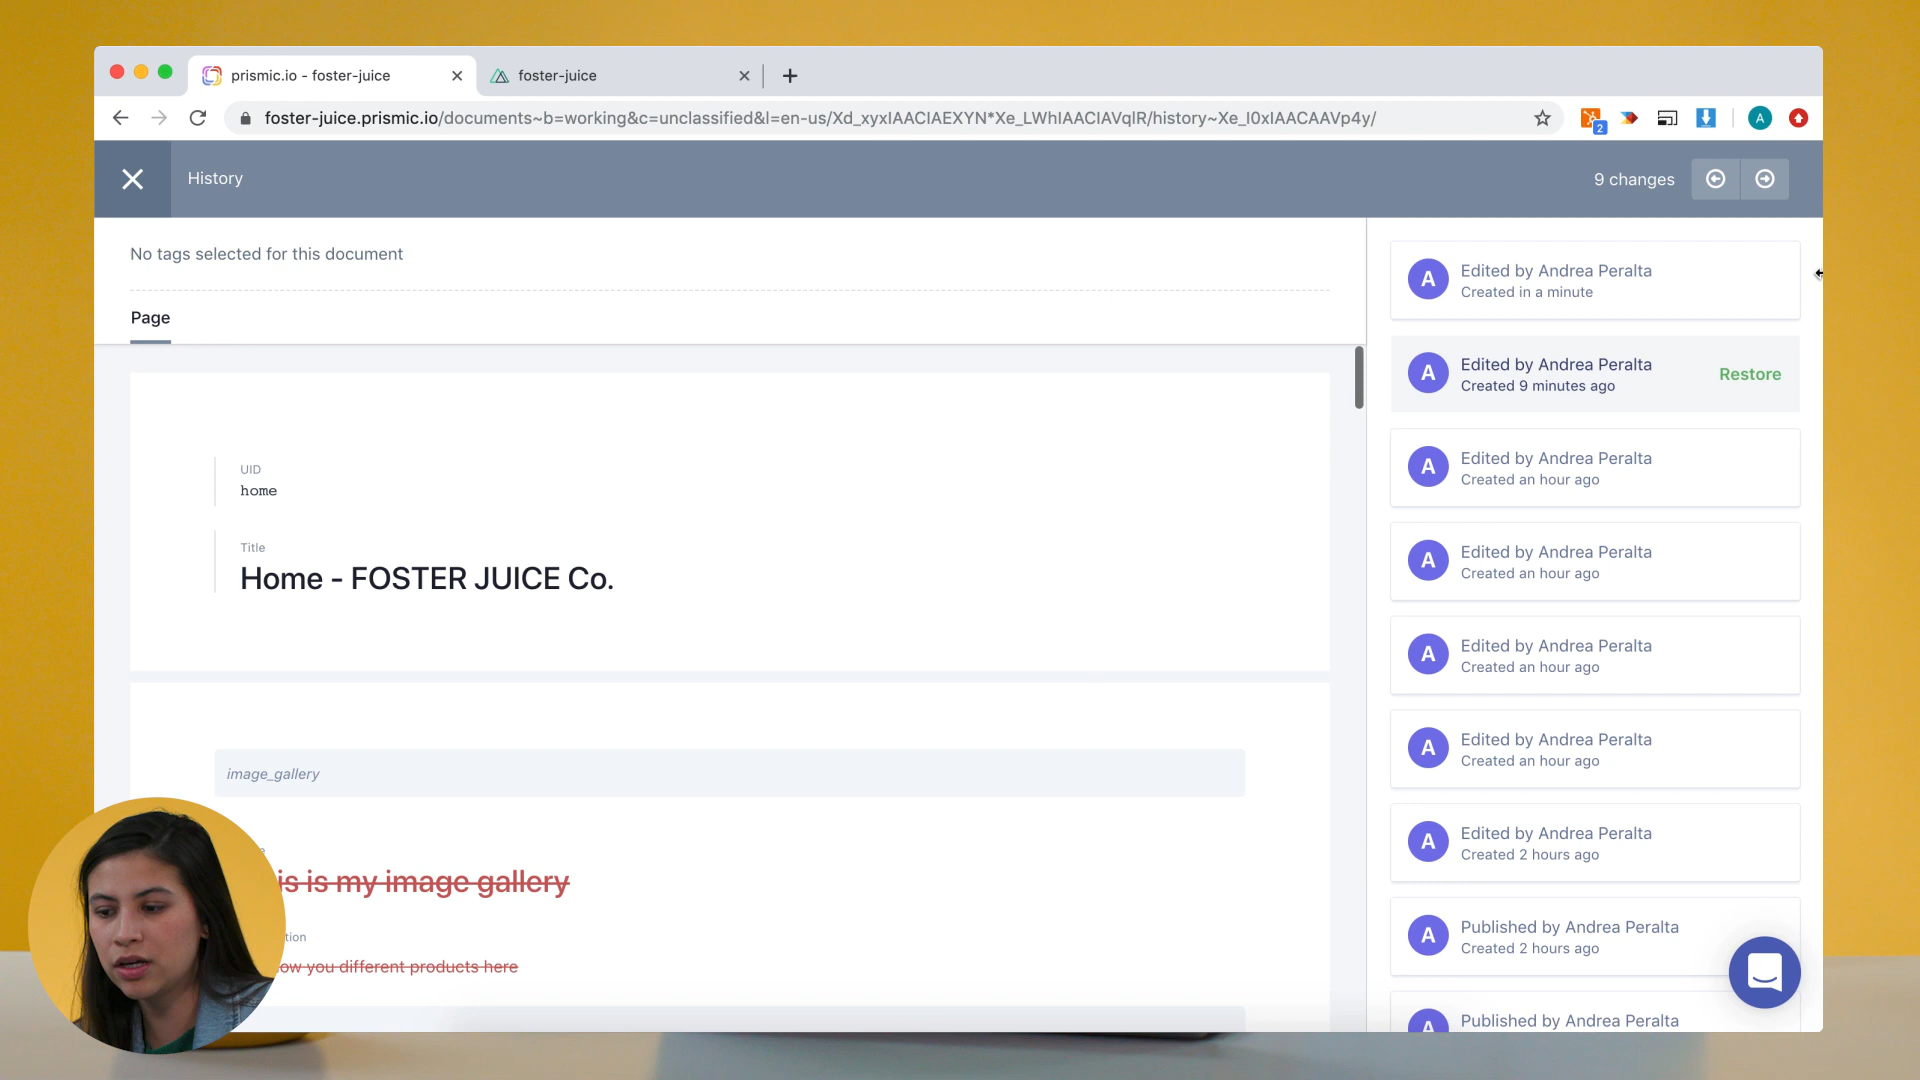 prismic.io - foster-juice
foster-juice
foster-juice.prismic.io/documents~b=working&c=unclassified&l=en-us/Xd_xyxIAACIAEXYN*Xe_LWhIAACIAVqlR/history~Xe_I0xIAACAAVp4y/
2
A
History
9 changes
No tags selected for this document
Page
UID
home
Title
Home - FOSTER JUICE Co.
image_gallery
is is my image gallery
tion
ow you different products here
A
Edited by Andrea Peralta
Created in a minute
A
Edited by Andrea Peralta
Created 9 minutes ago
Restore
A
Edited by Andrea Peralta
Created an hour ago
A
Edited by Andrea Peralta
Created an hour ago
A
Edited by Andrea Peralta
Created an hour ago
A
Edited by Andrea Peralta
Created an hour ago
A
Edited by Andrea Peralta
Created 2 hours ago
A
Published by Andrea Peralta
Created 2 hours ago
A
Published by Andrea Peralta